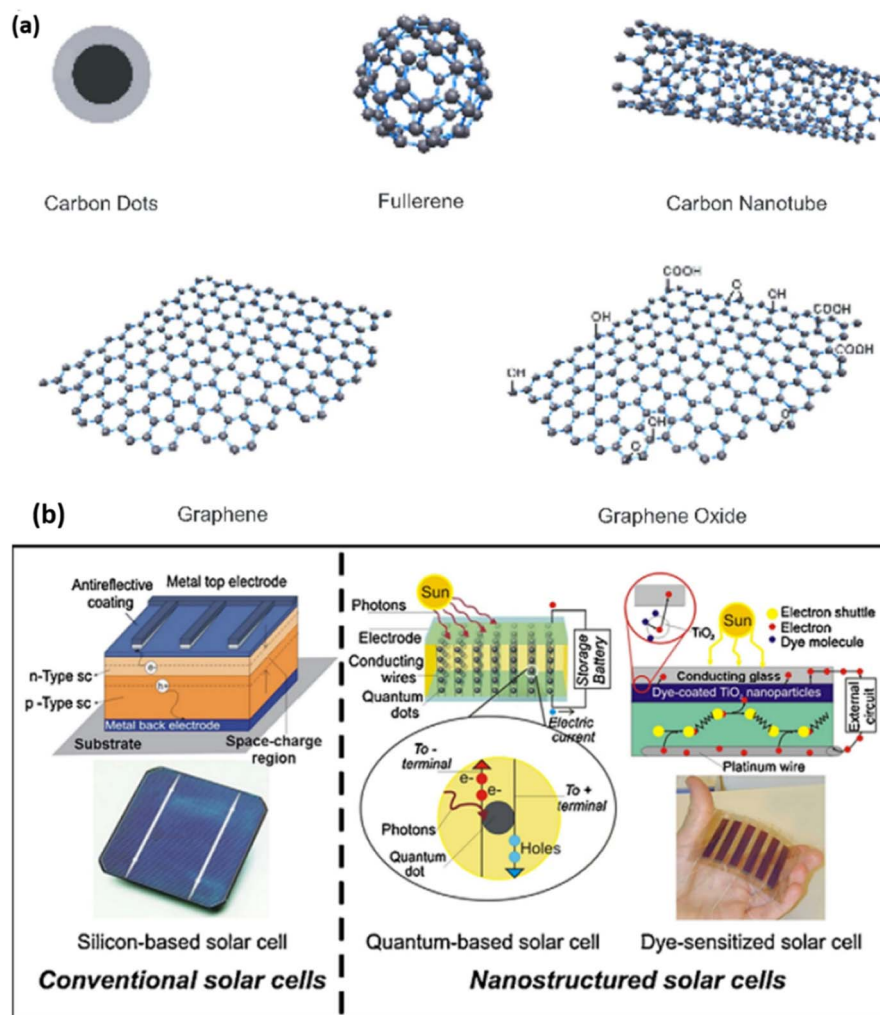 (a)
Carbon Dots
Fullerene
Carbon Nanotube
COOH
O
OH
COOH
COOH
OH
OH
OH
O
O
Graphene
Graphene Oxide
(b)
Antireflective
coating
Metal top electrode
n-Type sc
p -Type sc
e-
h+
Metal back electrode
Substrate
Space-charge
region
Silicon-based solar cell
Conventional solar cells
Sun
Photons
Electrode
Conducting
wires
Quantum
dots
Storage
Battery
Electric
current
To -
terminal
e-
e-
To +
terminal
Photons
Quantum
dot
Holes
Quantum-based solar cell
TiO₂
Sun
Electron shuttle
Electron
Dye molecule
Conducting glass
Dye-coated TiO₂ nanoparticles
External
circuit
Platinum wire
Dye-sensitized solar cell
Nanostructured solar cells